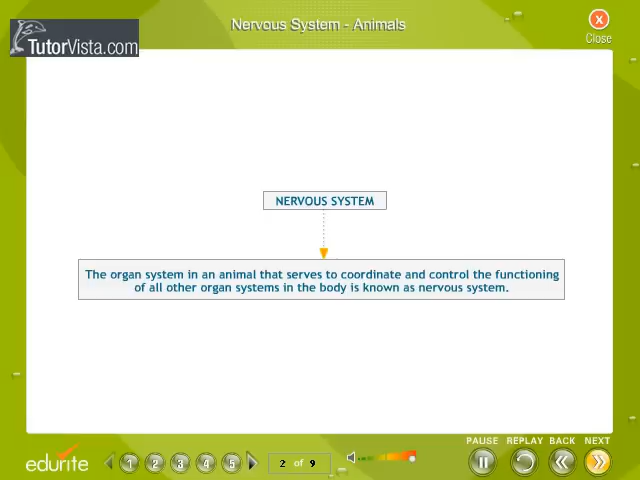 Nervous System - Animals
TutorVista.com
X
Close
NERVOUS SYSTEM
The organ system in an animal that serves to coordinate and control the functioning
of all other organ systems in the body is known as nervous system.
PAUSE REPLAY BACK NEXT
edurite
1 2 3 4 5
2 of 9